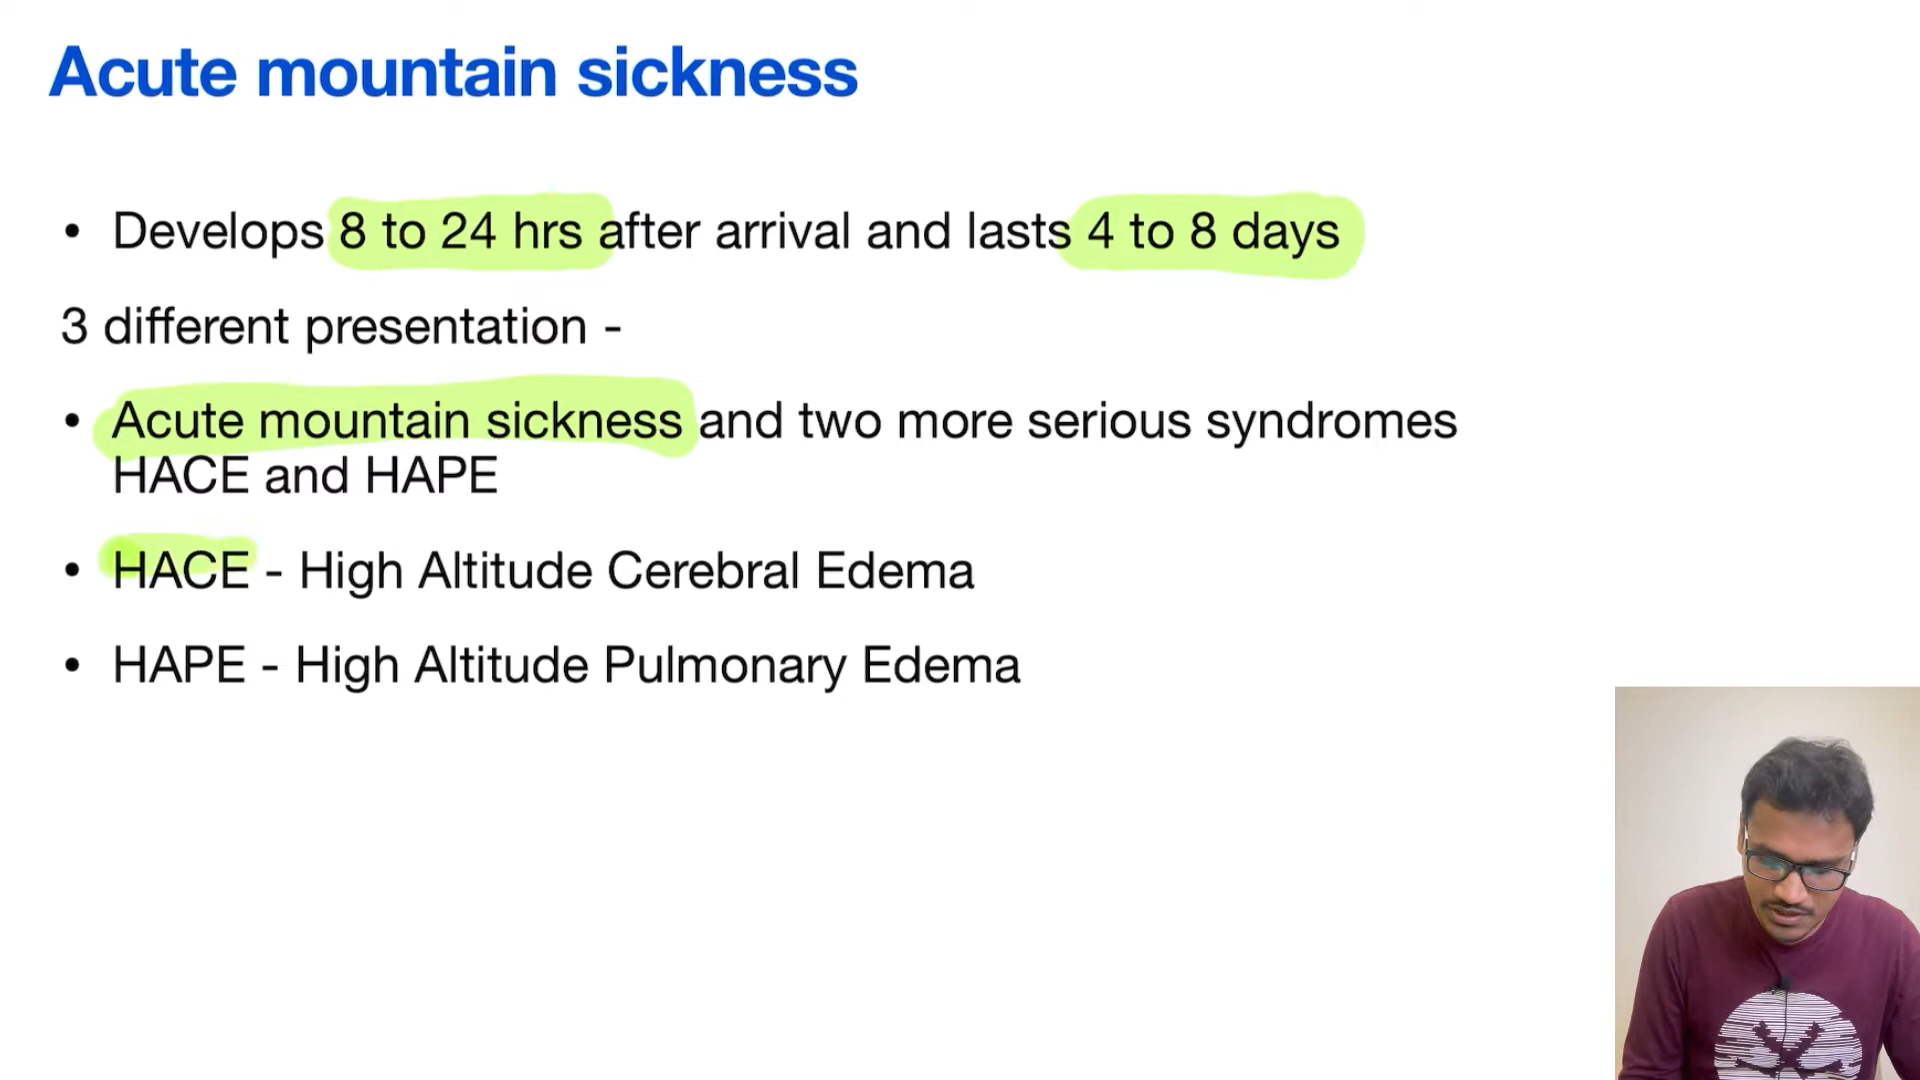 Acute mountain sickness
• Develops 8 to 24 hrs after arrival and lasts 4 to 8 days
3 different presentation -
• Acute mountain sickness and two more serious syndromes
HACE and HAPE
• HACE - High Altitude Cerebral Edema
• HAPE - High Altitude Pulmonary Edema